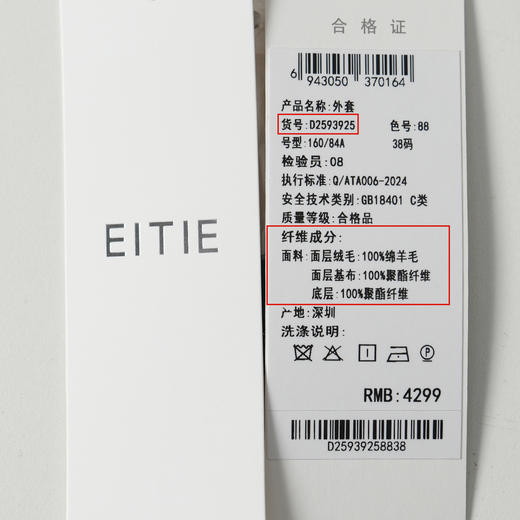 EITIE
合格证
6 943050 370164
产品名称:外套
货号:D2593925 色号:88
号型:160/84A 38码
检验员:08
执行标准:Q/ATA006-2024
安全技术类别:GB18401 C类
质量等级:合格品
纤维成分:
面料:面层绒毛:100%绵羊毛
面层基布:100%聚酯纤维
底层:100%聚酯纤维
产地:深圳
洗涤说明:
RMB:4299
D25939258838